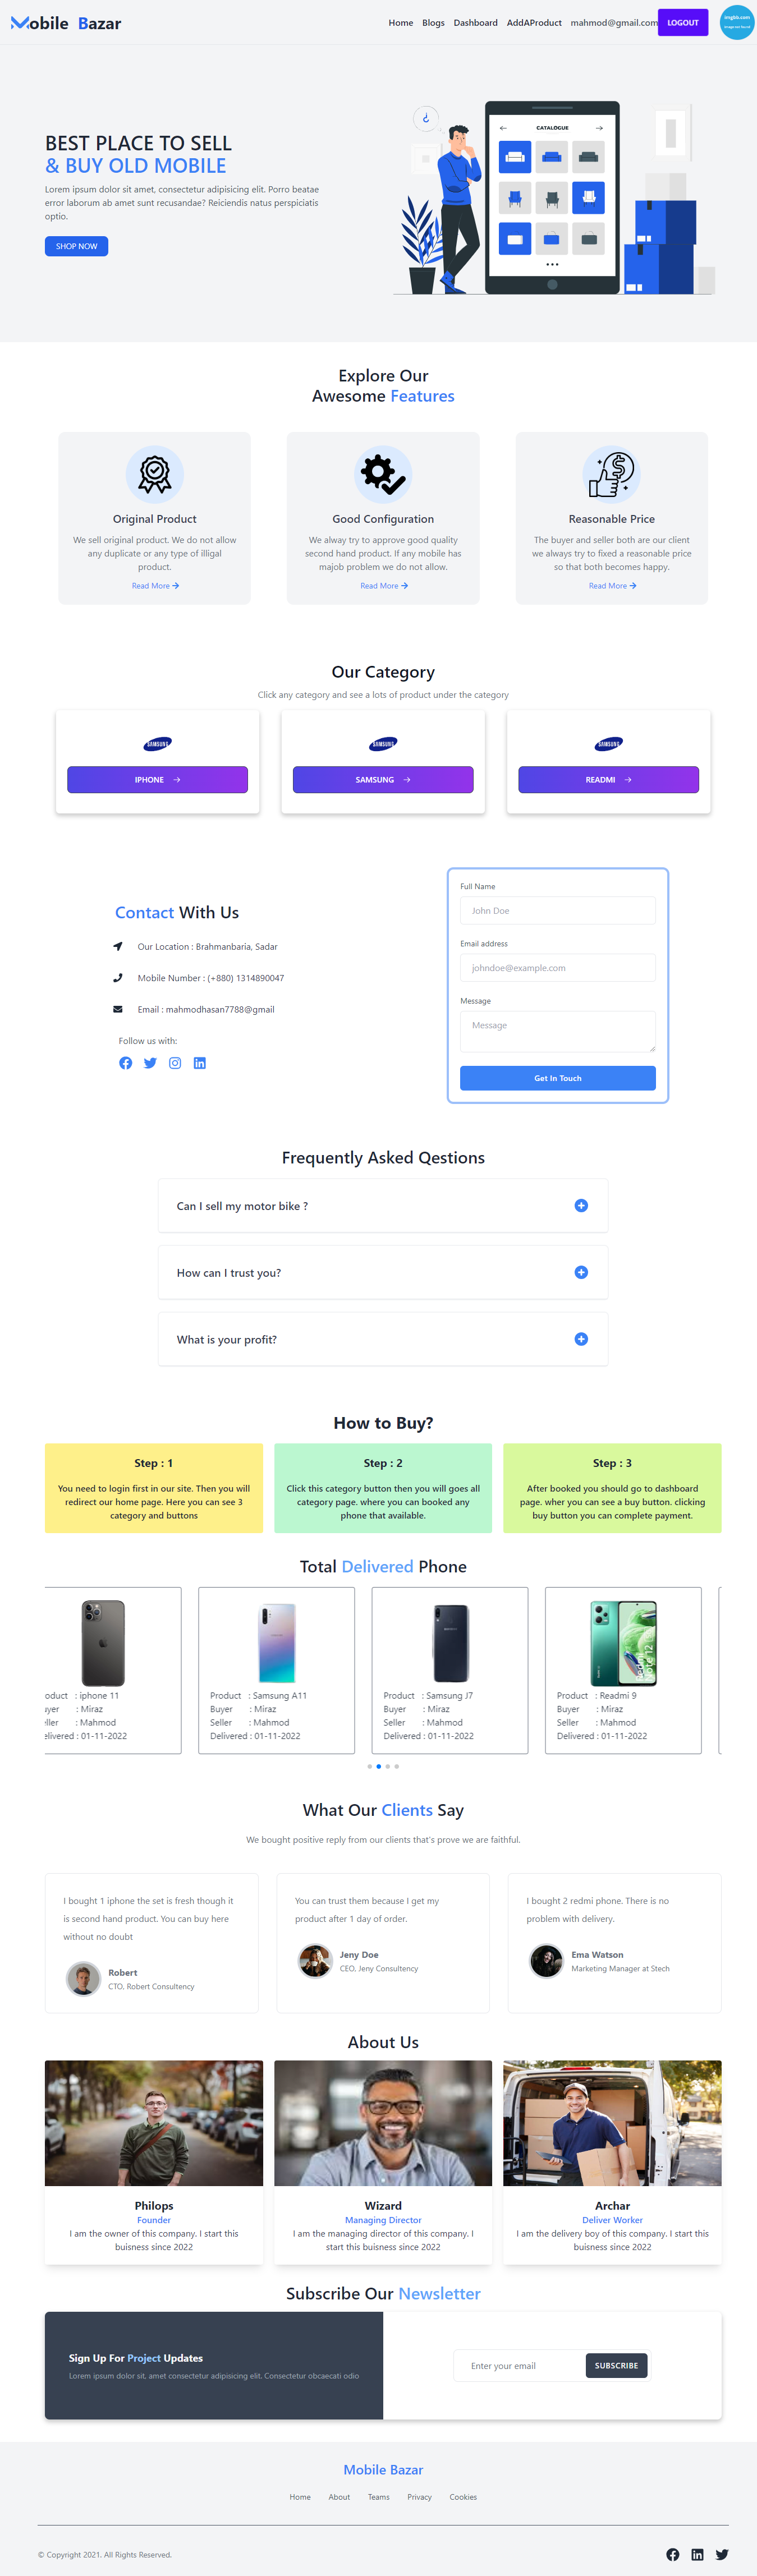 Mobile Bazar
Home Blogs Dashboard AddAProduct mahmod@gmail.com LOGOUT
imgbb.com
image not found
BEST PLACE TO SELL
& BUY OLD MOBILE
Lorem ipsum dolor sit amet, consectetur adipisicing elit. Porro beatae
error laborum ab amet sunt recusandae? Reiciendis natus perspiciatis
optio.
SHOP NOW
CATALOGUE
Explore Our
Awesome Features
Original Product
We sell original product. We do not allow
any duplicate or any type of illigal
product.
Read More
Good Configuration
We alway try to approve good quality
second hand product. If any mobile has
majob problem we do not allow.
Read More
Reasonable Price
The buyer and seller both are our client
we always try to fixed a reasonable price
so that both becomes happy.
Read More
Our Category
Click any category and see a lots of product under the category
SAMSUNG
IPHONE
SAMSUNG
SAMSUNG
SAMSUNG
READMI
Contact With Us
Our Location : Brahmanbaria, Sadar
Mobile Number : (+880) 1314890047
Email : mahmodhasan7788@gmail
Follow us with:
Full Name
John Doe
Email address
johndoe@example.com
Message
Message
Get In Touch
Frequently Asked Qestions
Can I sell my motor bike ?
How can I trust you?
What is your profit?
How to Buy?
Step : 1
You need to login first in our site. Then you will
redirect our home page. Here you can see 3
category and buttons
Step : 2
Click this category button then you will goes all
category page. where you can booked any
phone that available.
Step : 3
After booked you should go to dashboard
page. wher you can see a buy button. clicking
buy button you can complete payment.
Total Delivered Phone
oduct : iphone 11
yer : Miraz
ller : Mahmod
elivered : 01-11-2022
Product : Samsung A11
Buyer : Miraz
Seller : Mahmod
Delivered : 01-11-2022
Product : Samsung J7
Buyer : Miraz
Seller : Mahmod
Delivered : 01-11-2022
Product : Readmi 9
Buyer : Miraz
Seller : Mahmod
Delivered : 01-11-2022
What Our Clients Say
We bought positive reply from our clients that's prove we are faithful.
I bought 1 iphone the set is fresh though it
is second hand product. You can buy here
without no doubt
Robert
CTO, Robert Consultency
You can trust them because I get my
product after 1 day of order.
Jeny Doe
CEO, Jeny Consultency
I bought 2 redmi phone. There is no
problem with delivery.
Ema Watson
Marketing Manager at Stech
About Us
Philops
Founder
I am the owner of this company. I start this
buisness since 2022
Wizard
Managing Director
I am the managing director of this company. I
start this buisness since 2022
Archar
Deliver Worker
I am the delivery boy of this company. I start this
buisness since 2022
Subscribe Our Newsletter
Sign Up For Project Updates
Lorem ipsum dolor sit, amet consectetur adipisicing elit. Consectetur obcaecati odio
Enter your email
SUBSCRIBE
Mobile Bazar
Home About Teams Privacy Cookies
© Copyright 2021. All Rights Reserved.